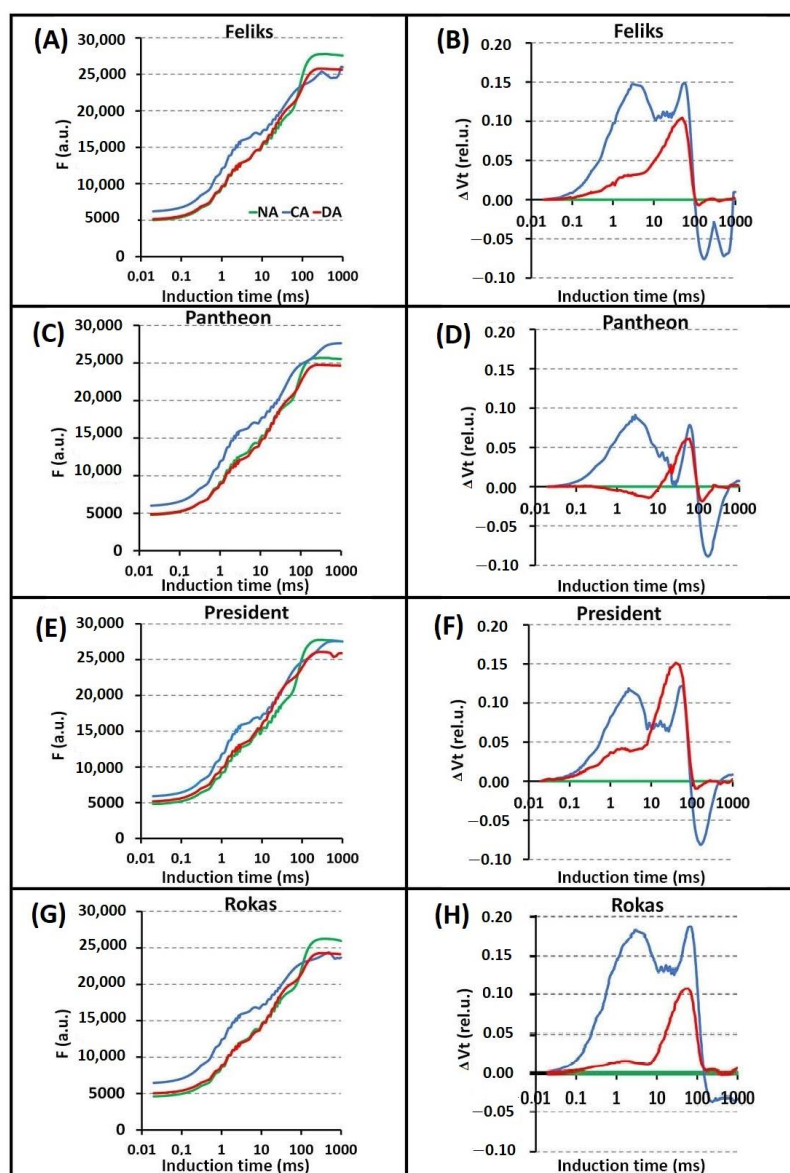 (A)
Feliks
30,000
25,000
20,000
15,000
10,000
5000
0
F (a.u.)
NA CA DA
0.01 0.1 1 10 100 1000
Induction time (ms)
(B)
Feliks
0.20
0.15
0.10
0.05
0.00
−0.05
−0.10
Δ Vt (rel.u.)
0.01 0.1 1 10 100 1000
Induction time (ms)
(C)
Pantheon
30,000
25,000
20,000
15,000
10,000
5000
0
F (a.u.)
0.01 0.1 1 10 100 1000
Induction time (ms)
(D)
Pantheon
0.20
0.15
0.10
0.05
0.00
−0.05
−0.10
Δ Vt (rel.u.)
0.01 0.1 1 10 100 1000
Induction time (ms)
(E)
President
30,000
25,000
20,000
15,000
10,000
5000
0
F (a.u.)
0.01 0.1 1 10 100 1000
Induction time (ms)
(F)
President
0.20
0.15
0.10
0.05
0.00
−0.05
−0.10
Δ Vt (rel.u.)
0.01 0.1 1 10 100 1000
Induction time (ms)
(G)
Rokas
30,000
25,000
20,000
15,000
10,000
5000
0
F (a.u.)
0.01 0.1 1 10 100 1000
Induction time (ms)
(H)
Rokas
0.20
0.15
0.10
0.05
0.00
−0.05
−0.10
Δ Vt (rel.u.)
0.01 0.1 1 10 100 1000
Induction time (ms)